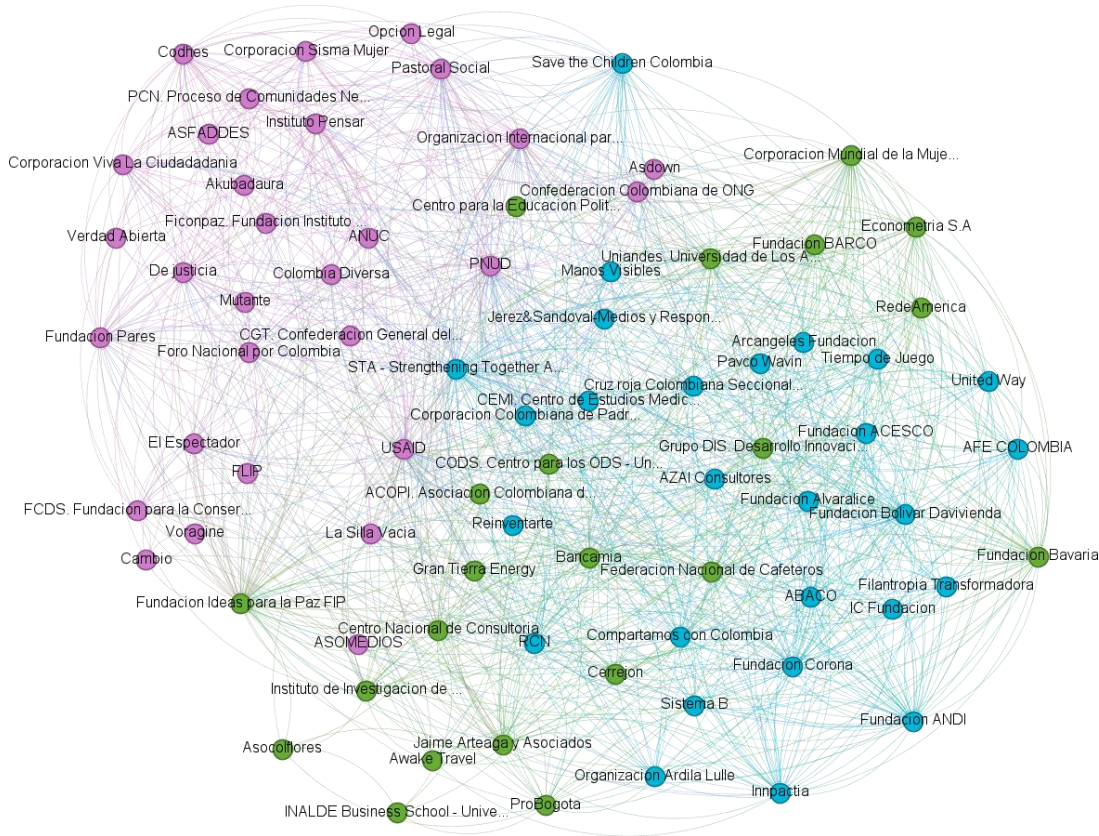 Opcion Legal
Codhes
Corporacion Sisma Mujer
Pastoral Social
Save the Children Colombia
PCN. Proceso de Comunidades Ne...
Instituto Pensar
ASFADDES
Organizacion Internacional par...
Corporacion Viva La Ciudadadania
Corporacion Mundial de la Muje...
Asdown
Akubadaura
Confederacion Colombiana de ONG
Centro para la Educacion Polit...
Ficonpaz. Fundacion Instituto ...
Econometria S.A
Verdad Abierta
ANUC
Fundacion BARCO
Uniandes. Universidad de Los A...
De justicia
Colombia Diversa
PNUD
Manos Visibles
Mutante
RedeAmerica
Jerez&Sandoval-Medios y Respon...
Fundacion Pares
CGT. Confederacion General del...
Arcangeles Fundacion
Foro Nacional por Colombia
STA - Strengthening Together A...
Pavco Wavin
Tiempo de Juego
United Way
Cruz roja Colombiana Seccional...
CEMI. Centro de Estudios Medic...
Corporacion Colombiana de Padr...
Fundacion ACESCO
El Espectador
USAID
Grupo DIS. Desarrollo Innovaci...
AFE COLOMBIA
FLIP
CODS. Centro para los ODS - Un...
AZAI Consultores
ACOPI. Asociacion Colombiana d...
Fundacion Alvaralice
FCDS. Fundacion para la Conser...
Fundacion Bolivar Davivienda
Reinventarte
Voragine
La Silla Vacia
Cambio
Bancamia
Fundacion Bavaria
Gran Tierra Energy
Federacion Nacional de Cafeteros
Filantropia Transformadora
ABACO
Fundacion Ideas para la Paz FIP
IC Fundacion
Centro Nacional de Consultoria
ASOMEDIOS
RCN
Compartamos con Colombia
Fundacion Corona
Cerrejon
Instituto de Investigacion de ...
Sistema B
Fundacion ANDI
Asocolflores
Jaime Arteaga y Asociados
Awake Travel
Organizacion Ardila Lulle
Innpactia
ProBogota
INALDE Business School - Unive...